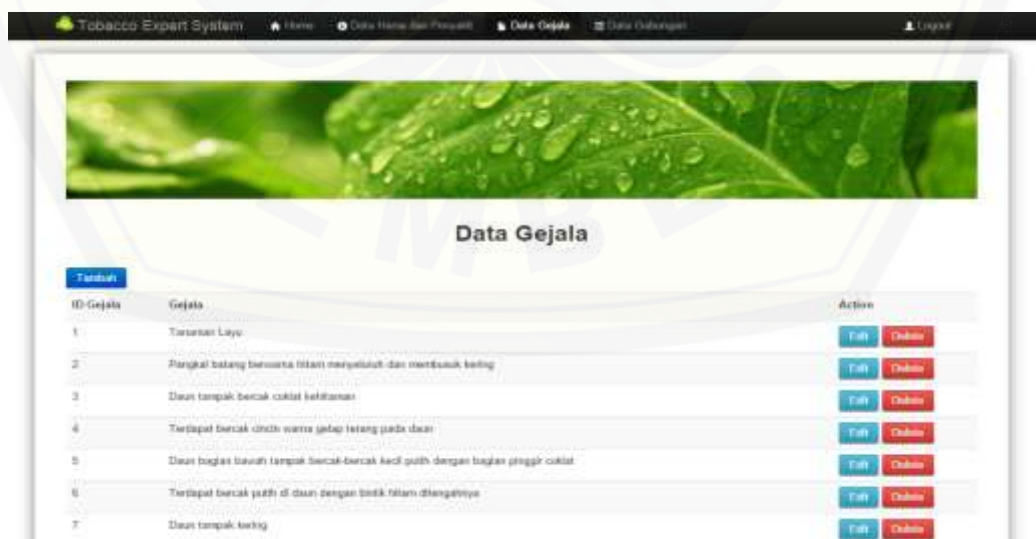 Tobacco Expert System Home Data Hama dan Penyakit Data Gejala Data Gabungan Logout
Data Gejala
Tambah
ID Gejala Gejala Action
1 Tanaman Layu Edit Delete
2 Pangkal batang berwarna hitam menyeluruh dan membusuk kering Edit Delete
3 Daun tampak bercak coklat kehitaman Edit Delete
4 Terdapat bercak cincin warna gelap terang pada daun Edit Delete
5 Daun bagian bawah tampak bercak-bercak kecil putih dengan bagian pinggir coklat Edit Delete
6 Terdapat bercak putih di daun dengan bintik hitam ditengahnya Edit Delete
7 Daun tampak kering Edit Delete